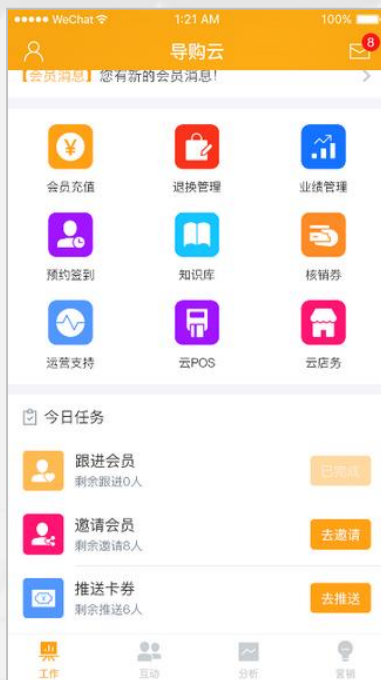 WeChat 1:21 AM 100%
导购云 8
【会员消息】您有新的会员消息！
会员充值 退换管理 业绩管理
预约签到 知识库 核销券
运营支持 云POS 云店务
今日任务
跟进会员
剩余跟进0人
已完成
邀请会员
剩余邀请8人
去邀请
推送卡券
剩余推送6人
去推送
工作 互动 分析 营销